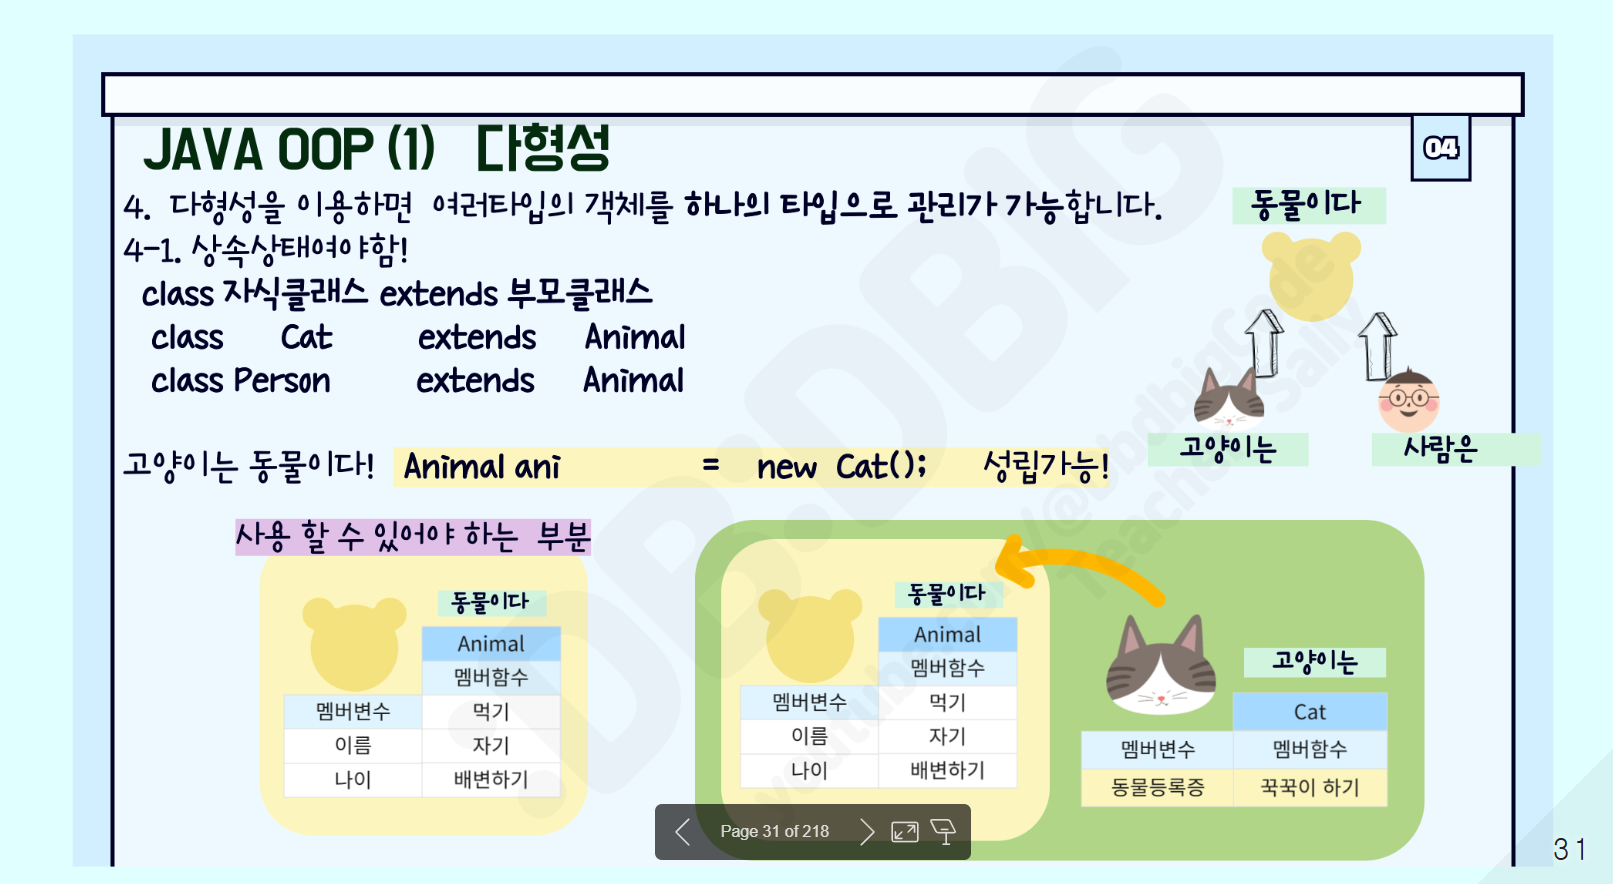 JAVA OOP (1) 다형성
04
4. 다형성을 이용하면 여러타입의 객체를 하나의 타입으로 관리가 가능합니다.
4-1. 상속상태여야함!
class 자식클래스 extends 부모클래스
class Cat extends Animal
class Person extends Animal
동물이다
고양이는
사람은
고양이는 동물이다! Animal ani = new Cat(); 성립가능!
사용 할 수 있어야 하는 부분
동물이다
Animal
멤버함수
멤버변수 먹기
이름 자기
나이 배변하기
동물이다
Animal
멤버함수
멤버변수 먹기
이름 자기
나이 배변하기
고양이는
Cat
멤버변수 멤버함수
동물등록증 꾹꾹이 하기
DB:DBIG
youtube.com/@dbdbigCode
Teacher Sally
Page 31 of 218
31